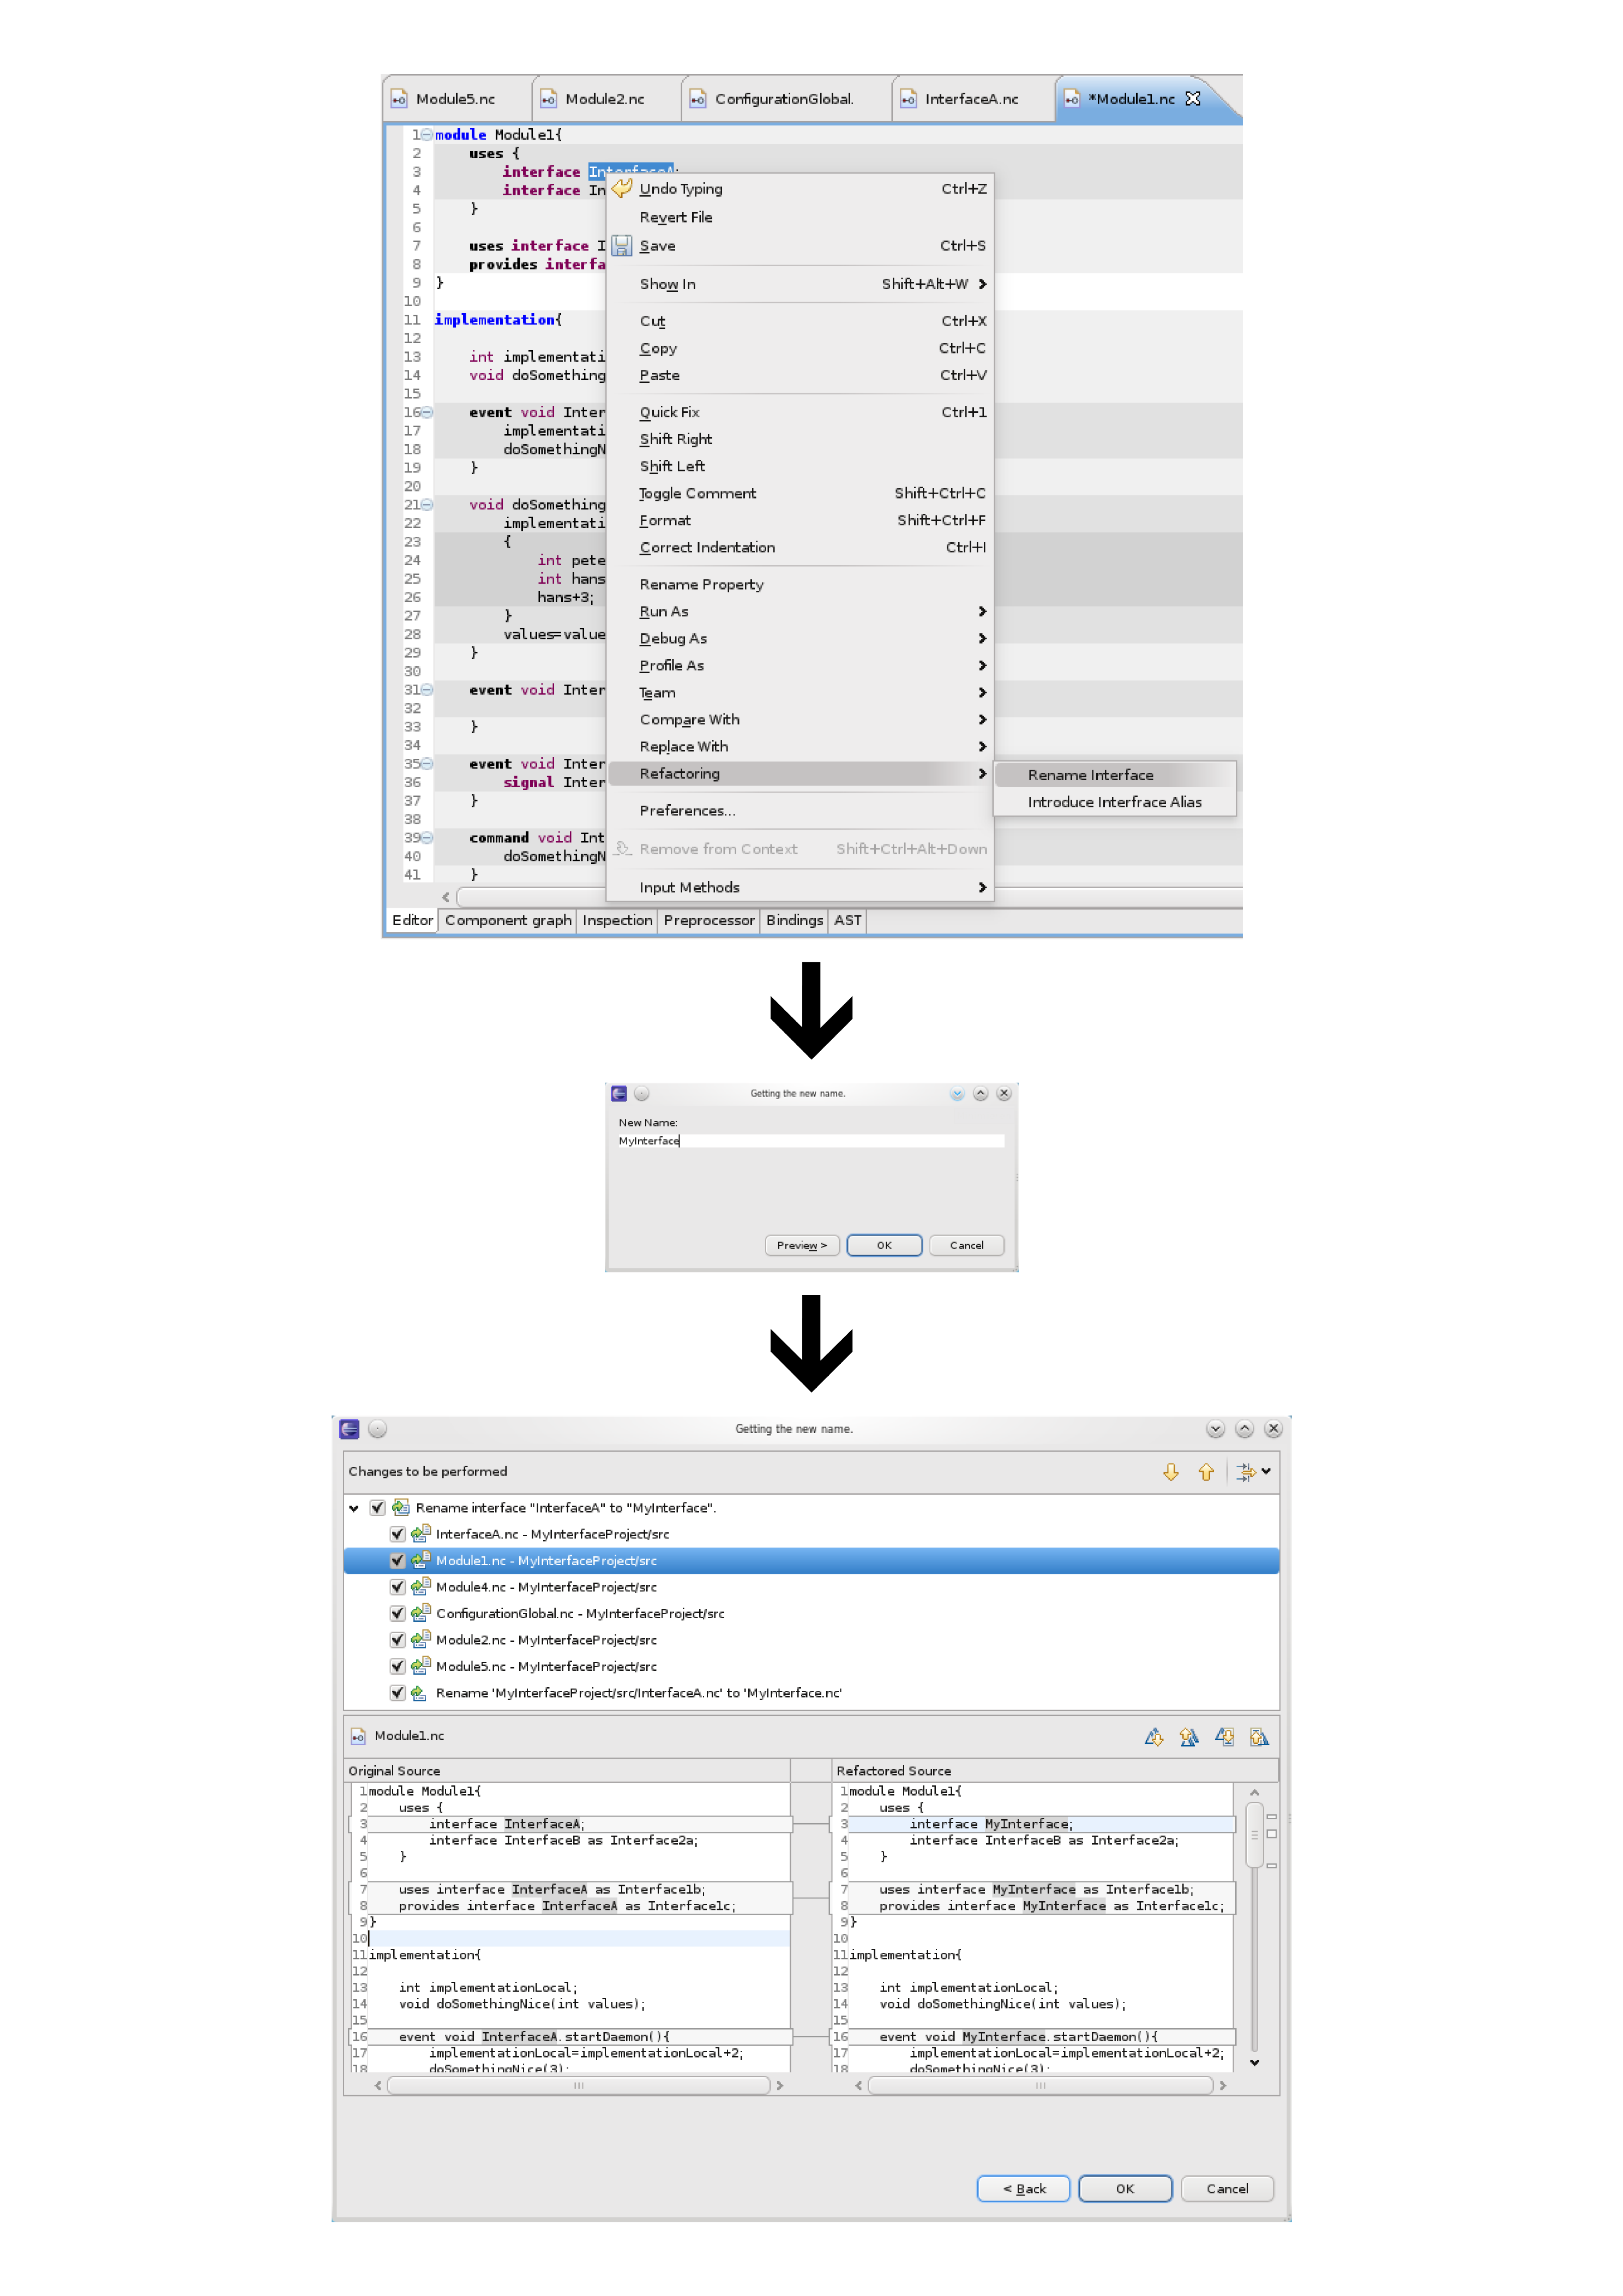 Module5.nc Module2.nc ConfigurationGlobal. InterfaceA.nc *Module1.nc
1 module Module1{
2 uses {
3 interface InterfaceA;
4 interface In
5 }
6
7 uses interface I
8 provides interfa
9 }
10
11 implementation{
12
13 int implementati
14 void doSomething
15
16 event void Inter
17 implementati
18 doSomethingN
19 }
20
21 void doSomething
22 implementati
23 {
24 int pete
25 int hans
26 hans+3;
27 }
28 values=value
29 }
30
31 event void Inter
32
33 }
34
35 event void Inter
36 signal Inter
37 }
38
39 command void Int
40 doSomethingN
41 }
Undo Typing Ctrl+Z
Revert File
Save Ctrl+S
Show In Shift+Alt+W
Cut Ctrl+X
Copy Ctrl+C
Paste Ctrl+V
Quick Fix Ctrl+1
Shift Right
Shift Left
Toggle Comment Shift+Ctrl+C
Format Shift+Ctrl+F
Correct Indentation Ctrl+I
Rename Property
Run As
Debug As
Profile As
Team
Compare With
Replace With
Refactoring
Rename Interface
Introduce Interfrace Alias
Preferences...
Remove from Context Shift+Ctrl+Alt+Down
Input Methods
Editor Component graph Inspection Preprocessor Bindings AST
Getting the new name.
New Name:
MyInterface
Preview > OK Cancel
Getting the new name.
Changes to be performed
Rename interface "InterfaceA" to "MyInterface".
InterfaceA.nc - MyInterfaceProject/src
Module1.nc - MyInterfaceProject/src
Module4.nc - MyInterfaceProject/src
ConfigurationGlobal.nc - MyInterfaceProject/src
Module2.nc - MyInterfaceProject/src
Module5.nc - MyInterfaceProject/src
Rename 'MyInterfaceProject/src/InterfaceA.nc' to 'MyInterface.nc'
Module1.nc
Original Source
1 module Module1{
2 uses {
3 interface InterfaceA;
4 interface InterfaceB as Interface2a;
5 }
6
7 uses interface InterfaceA as Interface1b;
8 provides interface InterfaceA as Interface1c;
9 }
10
11 implementation{
12
13 int implementationLocal;
14 void doSomethingNice(int values);
15
16 event void InterfaceA.startDaemon(){
17 implementationLocal=implementationLocal+2;
18 doSomethingNice(3);
Refactored Source
1 module Module1{
2 uses {
3 interface MyInterface;
4 interface InterfaceB as Interface2a;
5 }
6
7 uses interface MyInterface as Interface1b;
8 provides interface MyInterface as Interface1c;
9 }
10
11 implementation{
12
13 int implementationLocal;
14 void doSomethingNice(int values);
15
16 event void MyInterface.startDaemon(){
17 implementationLocal=implementationLocal+2;
18 doSomethingNice(3);
< Back OK Cancel